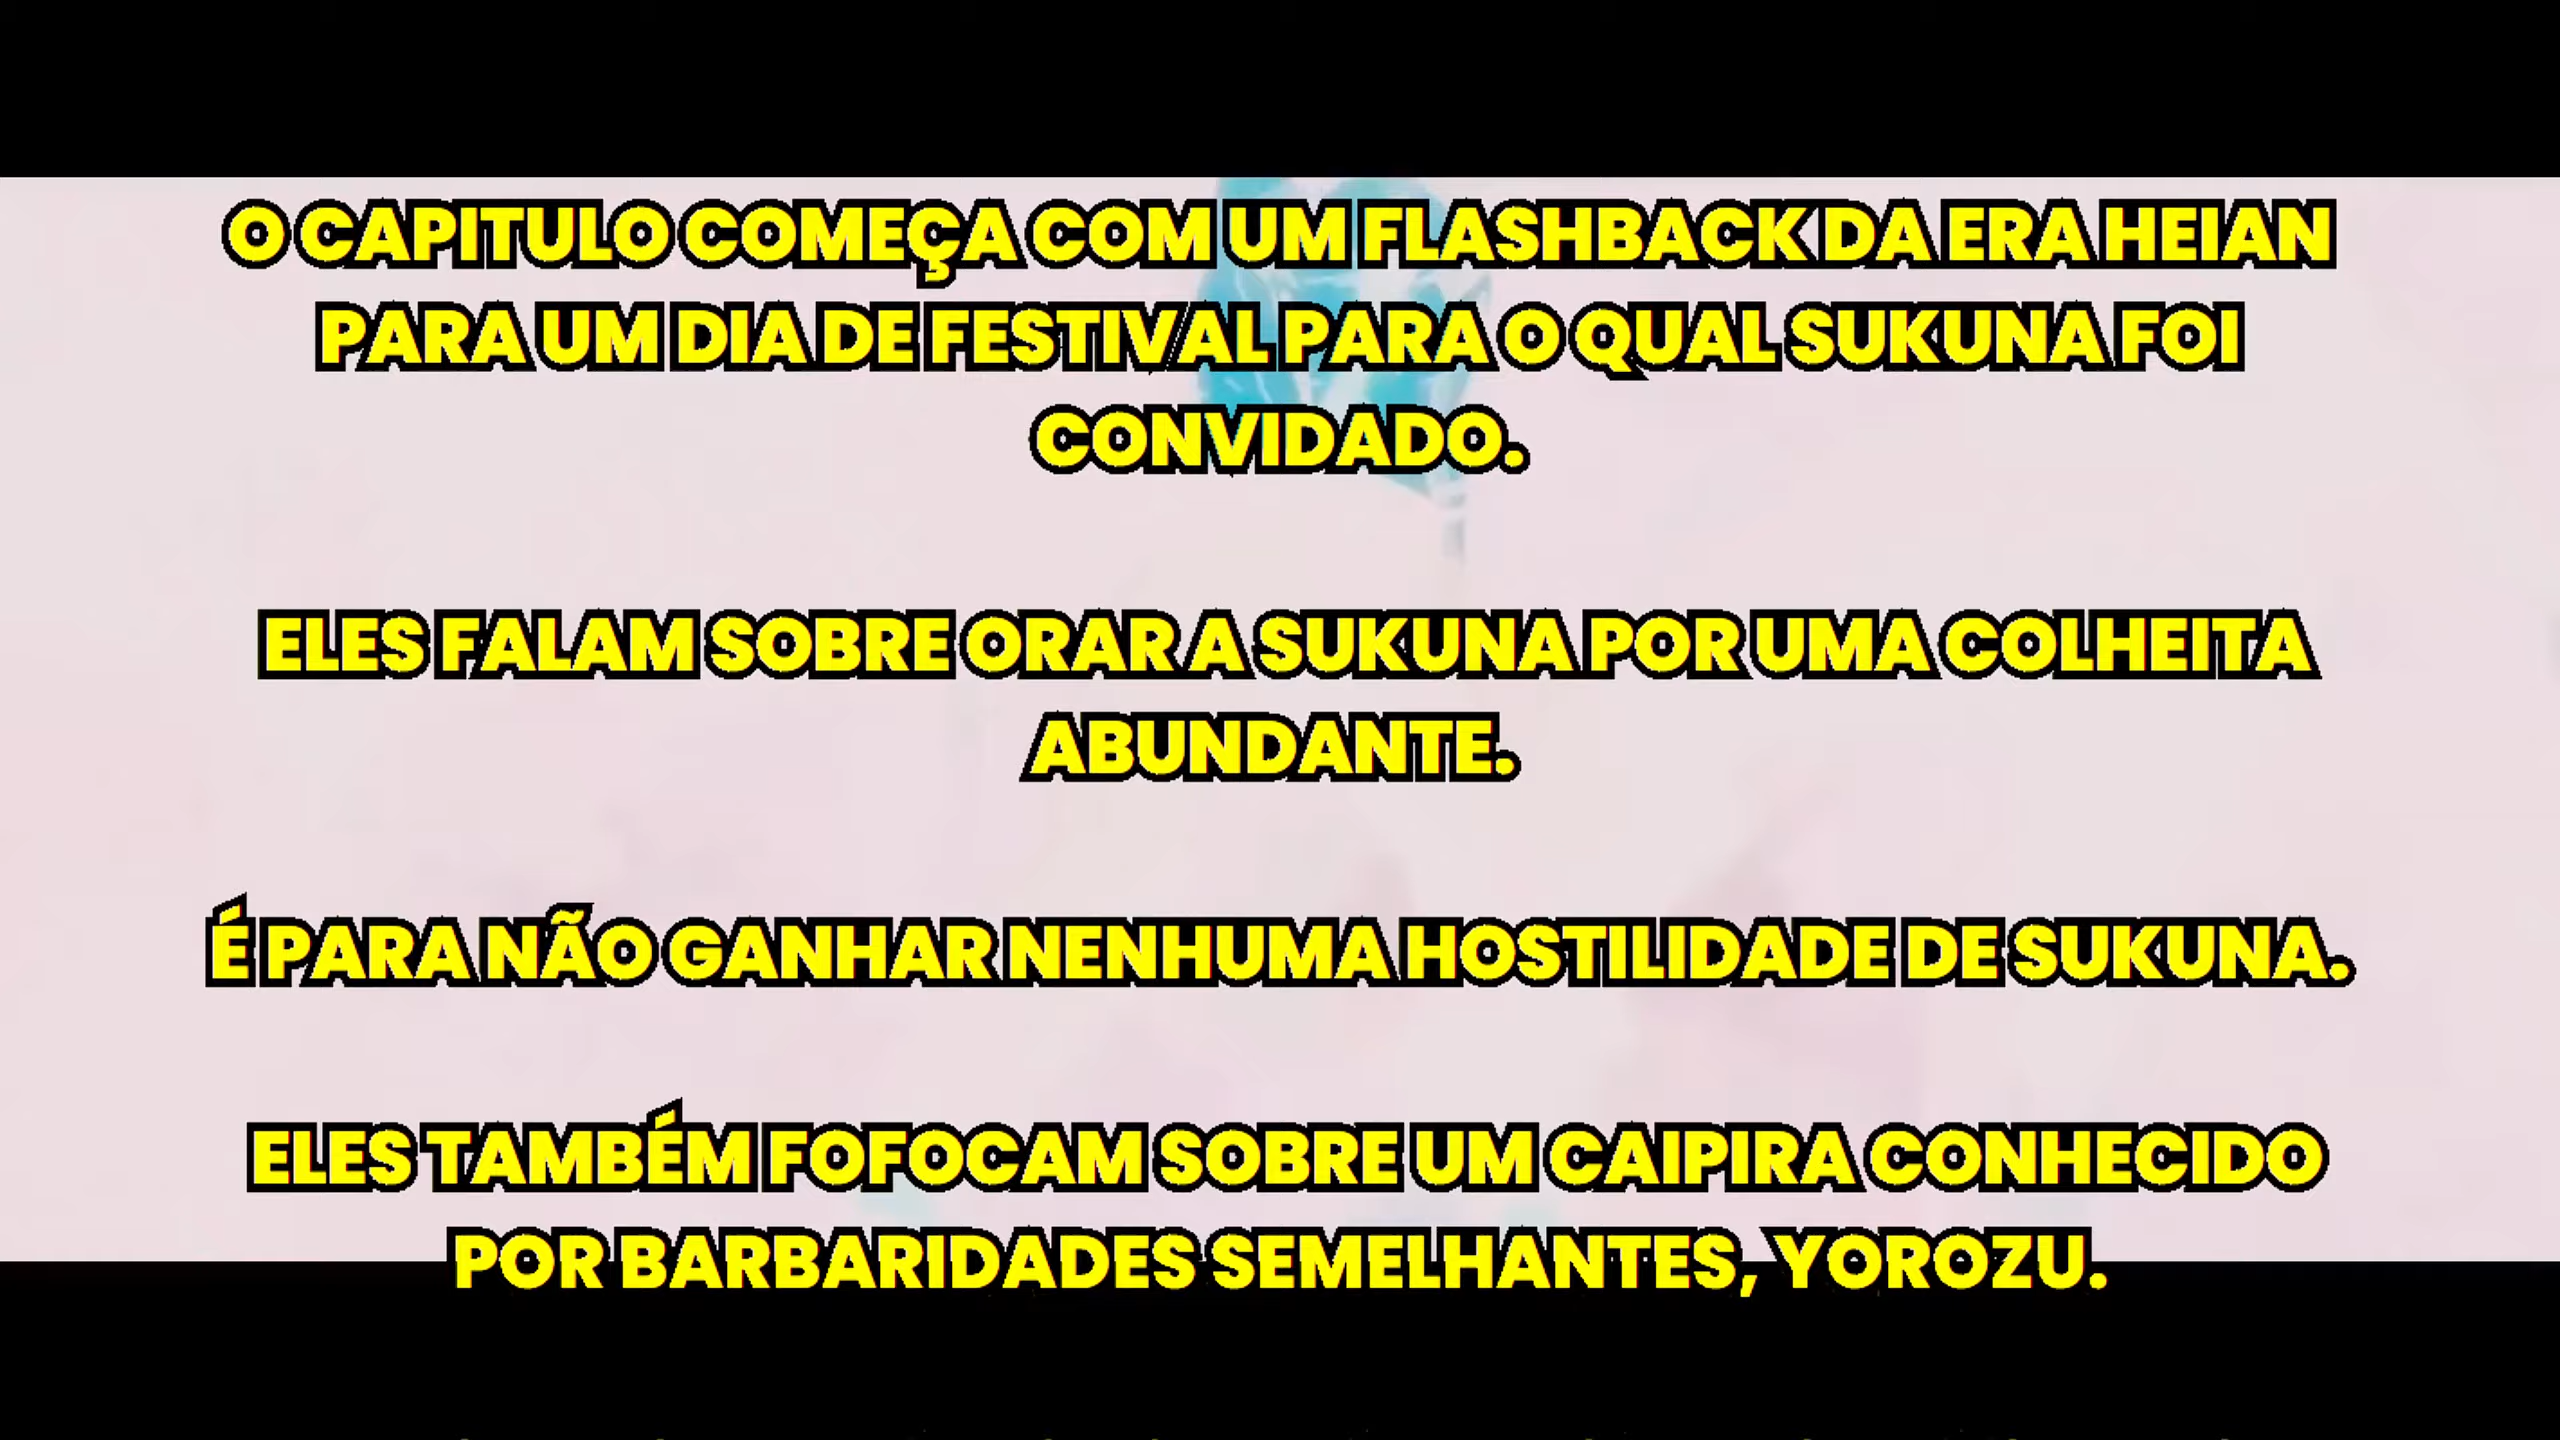 O CAPITULO COMEÇA COM UM FLASHBACK DA ERA HEIAN
PARA UM DIA DE FESTIVAL PARA O QUAL SUKUNA FOI
CONVIDADO.
ELES FALAM SOBRE ORAR A SUKUNA POR UMA COLHEITA
ABUNDANTE.
É PARA NÃO GANHAR NENHUMA HOSTILIDADE DE SUKUNA.
ELES TAMBÉM FOFOCAM SOBRE UM CAIPIRA CONHECIDO
POR BARBARIDADES SEMELHANTES, YOROZU.